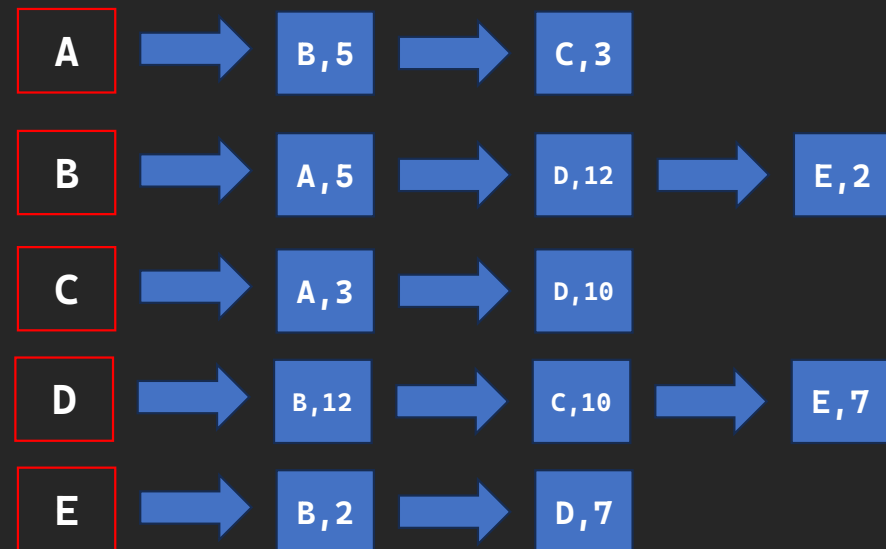 A B,5 C,3
B A,5 D,12 E,2
C A,3 D,10
D B,12 C,10 E,7
E B,2 D,7